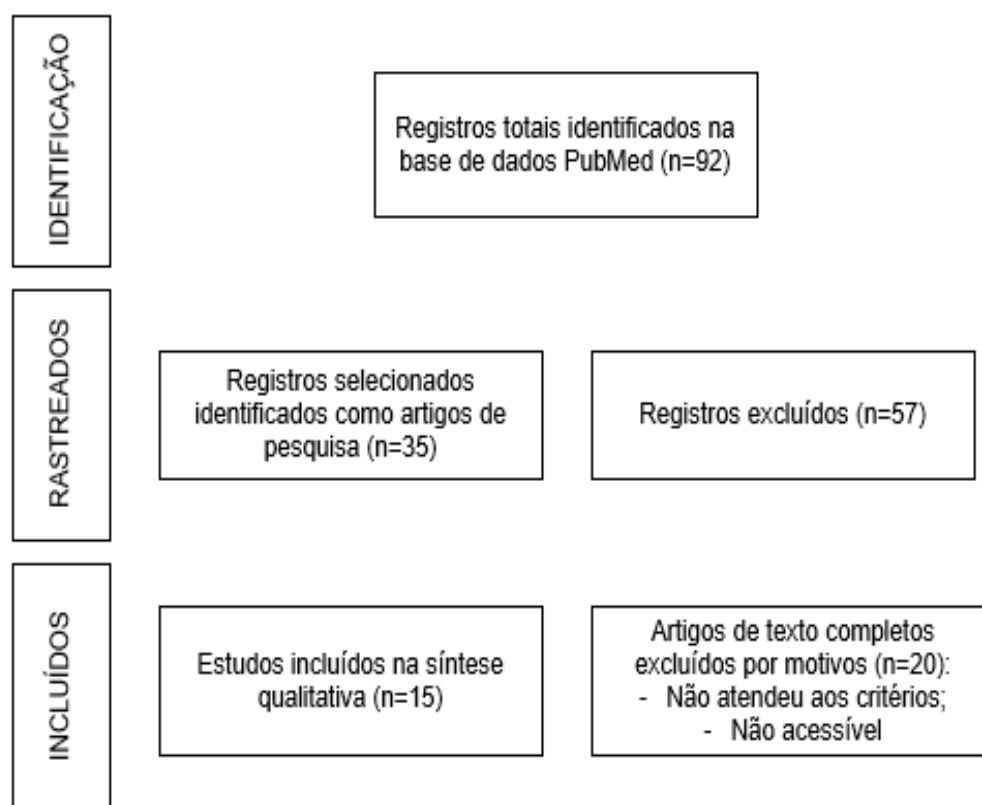 IDENTIFICAÇÃO
Registros totais identificados na
base de dados PubMed (n=92)
RASTREADOS
Registros selecionados
identificados como artigos de
pesquisa (n=35)
Registros excluídos (n=57)
INCLUÍDOS
Estudos incluídos na síntese
qualitativa (n=15)
Artigos de texto completos
excluídos por motivos (n=20):
- Não atendeu aos critérios;
- Não acessível